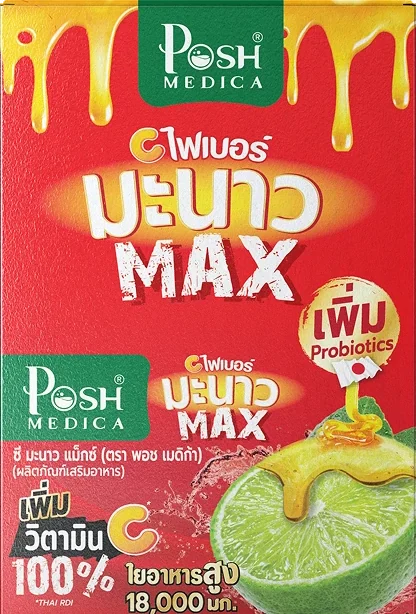 POSH®
MEDICA
C ไฟเบอร์
มะนาว
MAX
เพิ่ม
Probiotics
POSH®
MEDICA
C ไฟเบอร์
มะนาว
MAX
ซี มะนาว แม็กซ์ (ตรา พอช เมดิก้า)
(ผลิตภัณฑ์เสริมอาหาร)
เพิ่ม
วิตามิน C
100%
*THAI RDI
ใยอาหารสูง
18,000 มก.